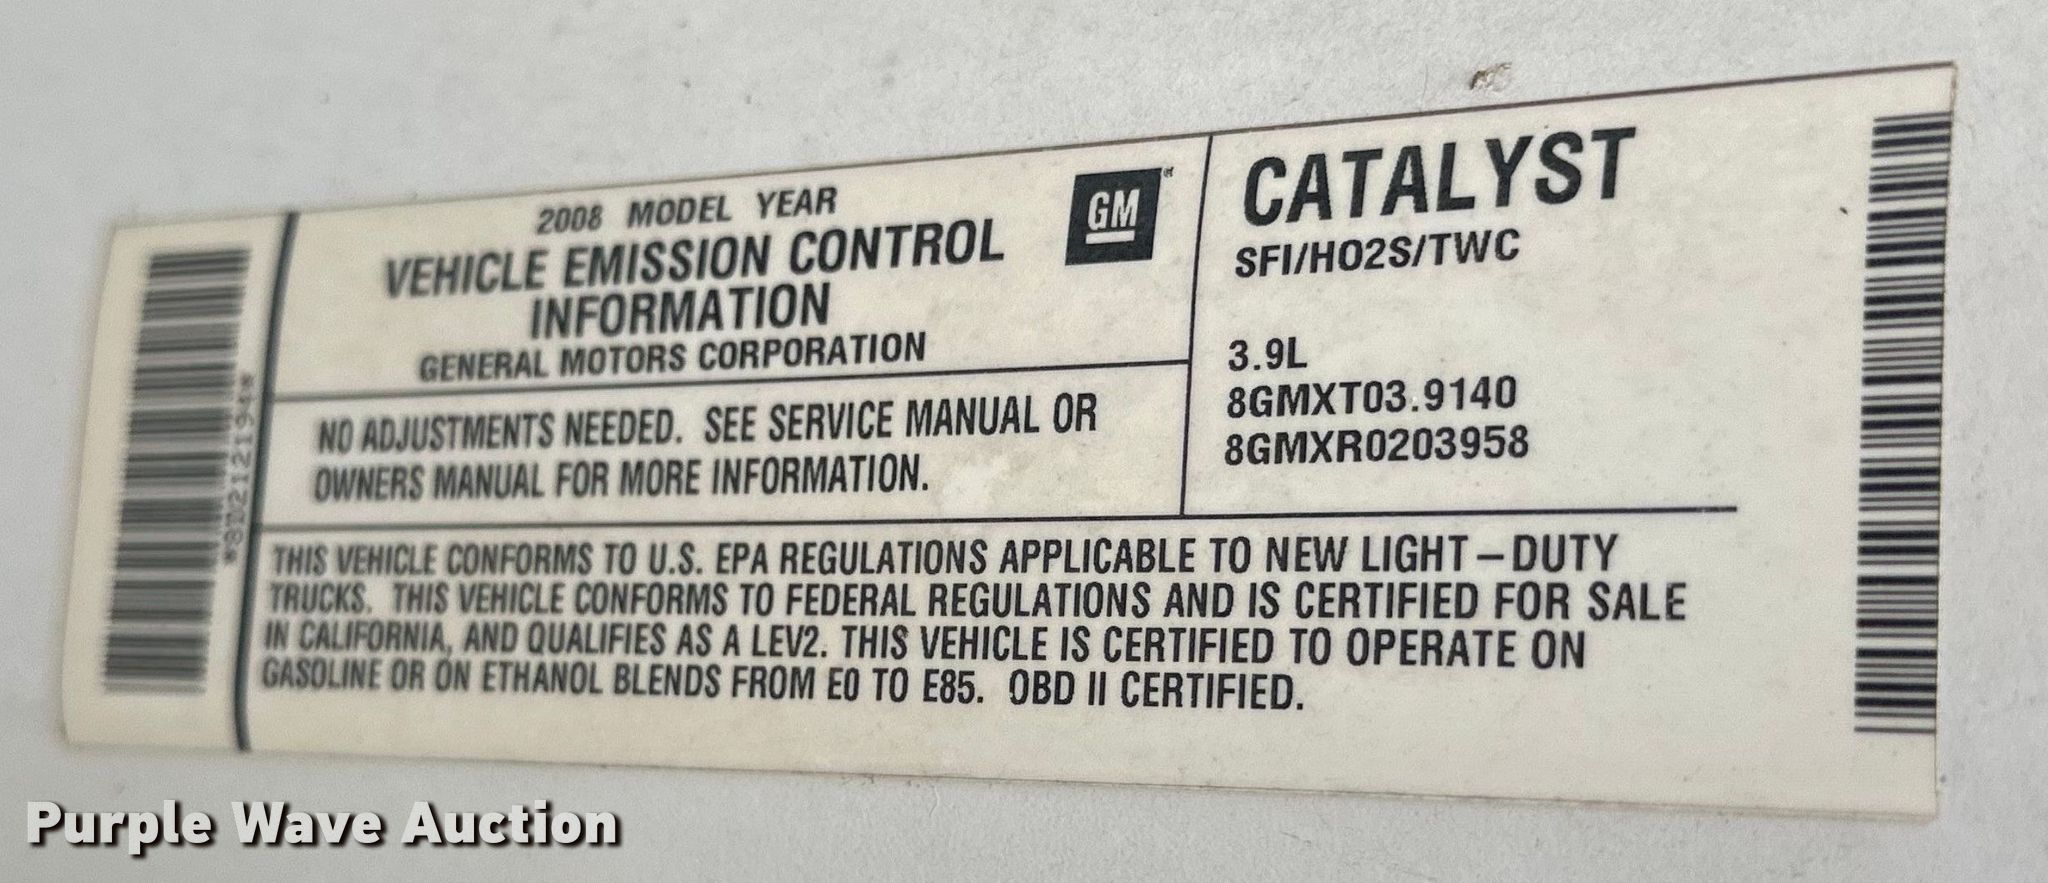 2008 MODEL YEAR
VEHICLE EMISSION CONTROL
INFORMATION
GENERAL MOTORS CORPORATION
GM
NO ADJUSTMENTS NEEDED. SEE SERVICE MANUAL OR
OWNERS MANUAL FOR MORE INFORMATION.
CATALYST
SFI/HO2S/TWC
3.9L
8GMXT03.9140
8GMXR0203958
THIS VEHICLE CONFORMS TO U.S. EPA REGULATIONS APPLICABLE TO NEW LIGHT-DUTY
TRUCKS. THIS VEHICLE CONFORMS TO FEDERAL REGULATIONS AND IS CERTIFIED FOR SALE
IN CALIFORNIA, AND QUALIFIES AS A LEV2. THIS VEHICLE IS CERTIFIED TO OPERATE ON
GASOLINE OR ON ETHANOL BLENDS FROM E0 TO E85. OBD II CERTIFIED.
Purple Wave Auction